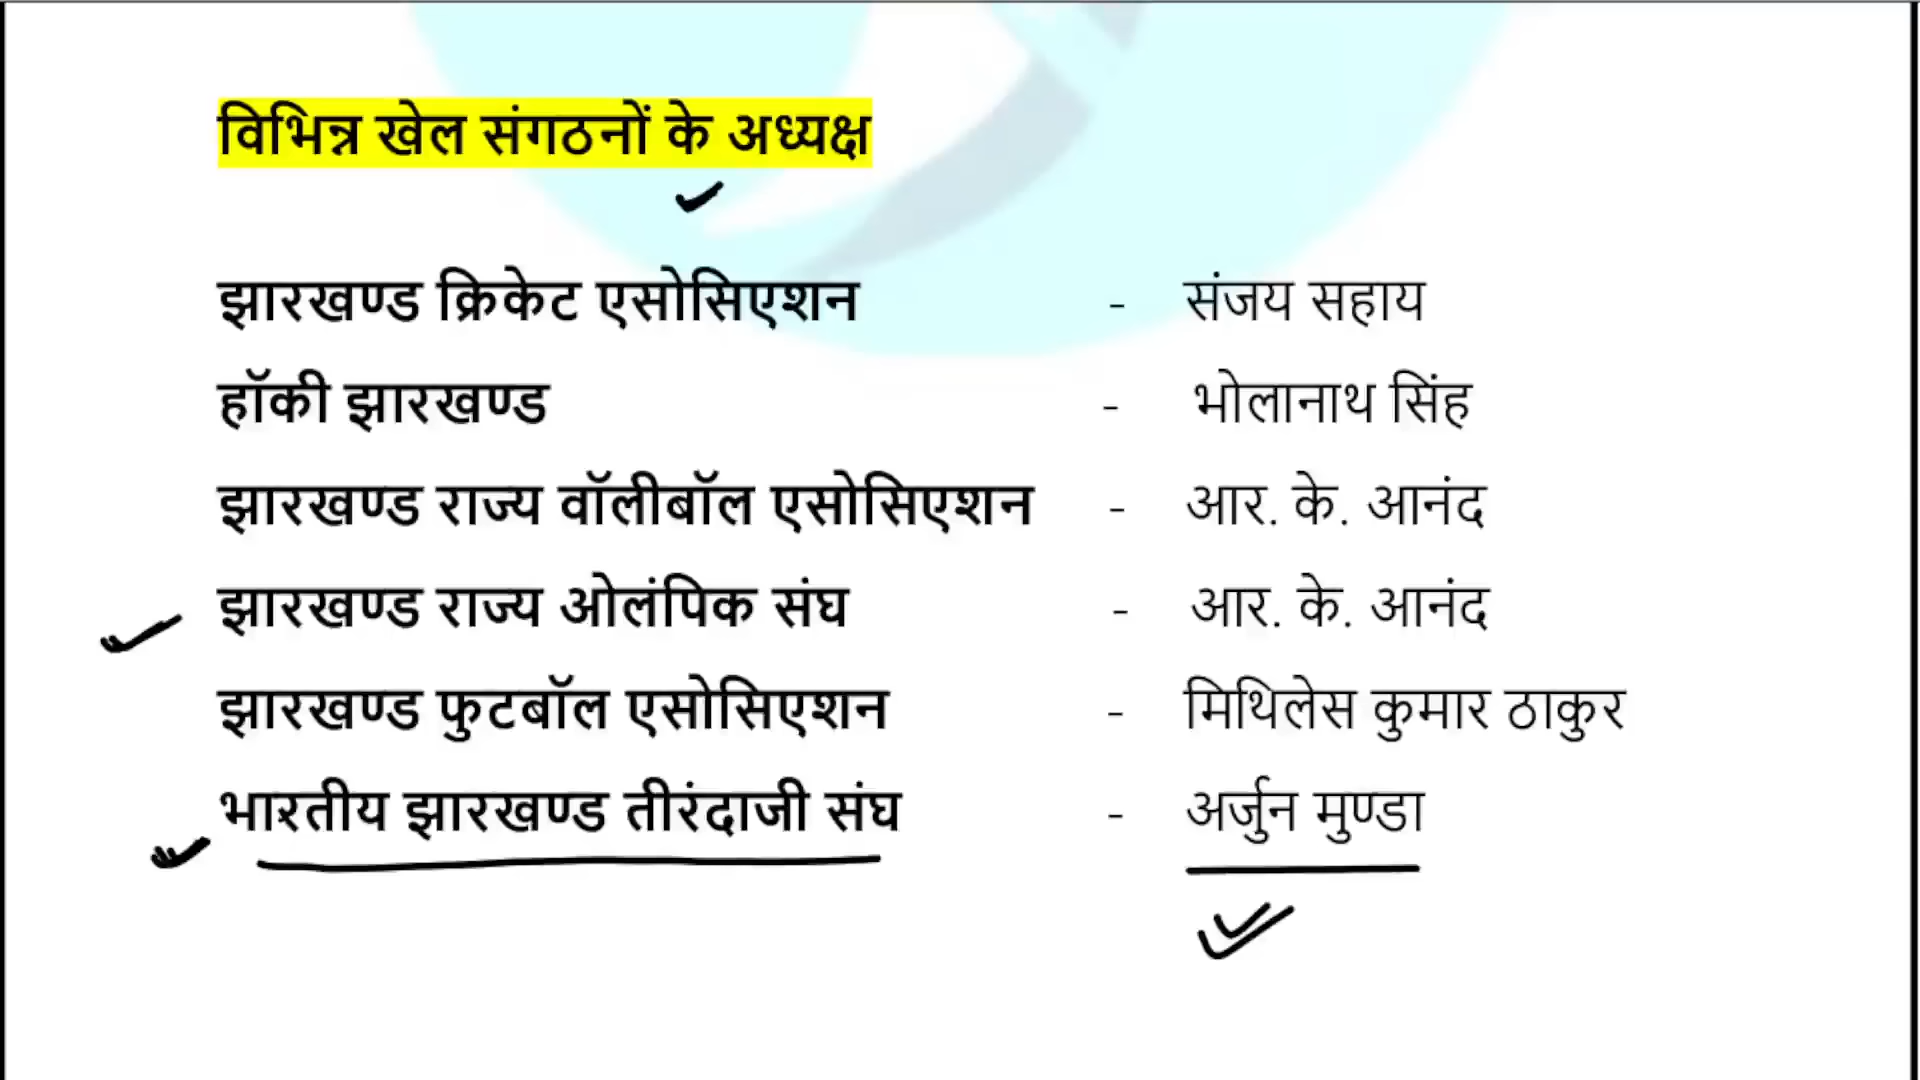 विभिन्न खेल संगठनों के अध्यक्ष
झारखण्ड क्रिकेट एसोसिएशन - संजय सहाय
हॉकी झारखण्ड - भोलानाथ सिंह
झारखण्ड राज्य वॉलीबॉल एसोसिएशन - आर. के. आनंद
झारखण्ड राज्य ओलंपिक संघ - आर. के. आनंद
झारखण्ड फुटबॉल एसोसिएशन - मिथिलेस कुमार ठाकुर
भारतीय झारखण्ड तीरंदाजी संघ - अर्जुन मुण्डा